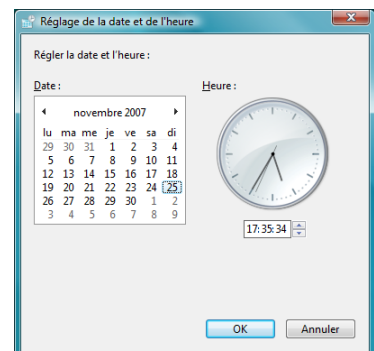 Réglage de la date et de l'heure
Régler la date et l'heure :
Date :
Heure :
novembre 2007
lu ma me je ve sa di
29 30 31 1 2 3 4
5 6 7 8 9 10 11
12 13 14 15 16 17 18
19 20 21 22 23 24 25
26 27 28 29 30 1 2
3 4 5 6 7 8 9
17:35:34
OK
Annuler